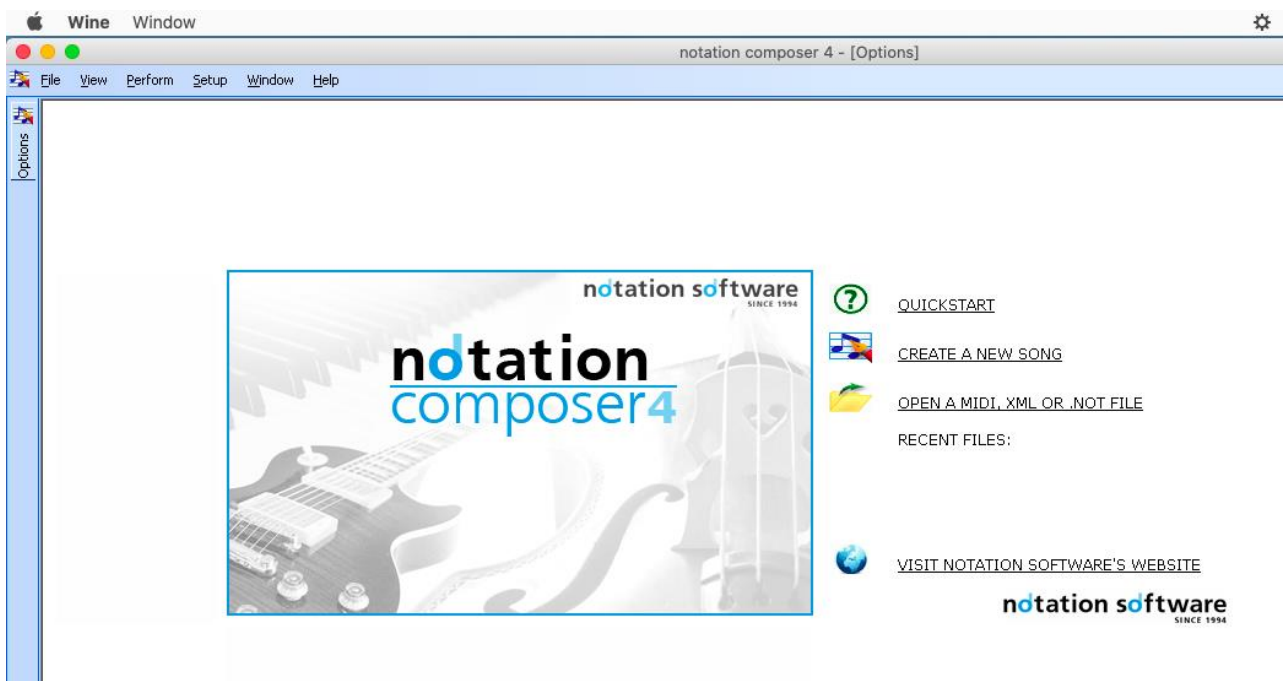 Wine Window
notation composer 4 - [Options]
File View Perform Setup Window Help
Options
notation software
SINCE 1994
notation
composer4
QUICKSTART
CREATE A NEW SONG
OPEN A MIDI, XML OR .NOT FILE
RECENT FILES:
VISIT NOTATION SOFTWARE'S WEBSITE
notation software
SINCE 1994